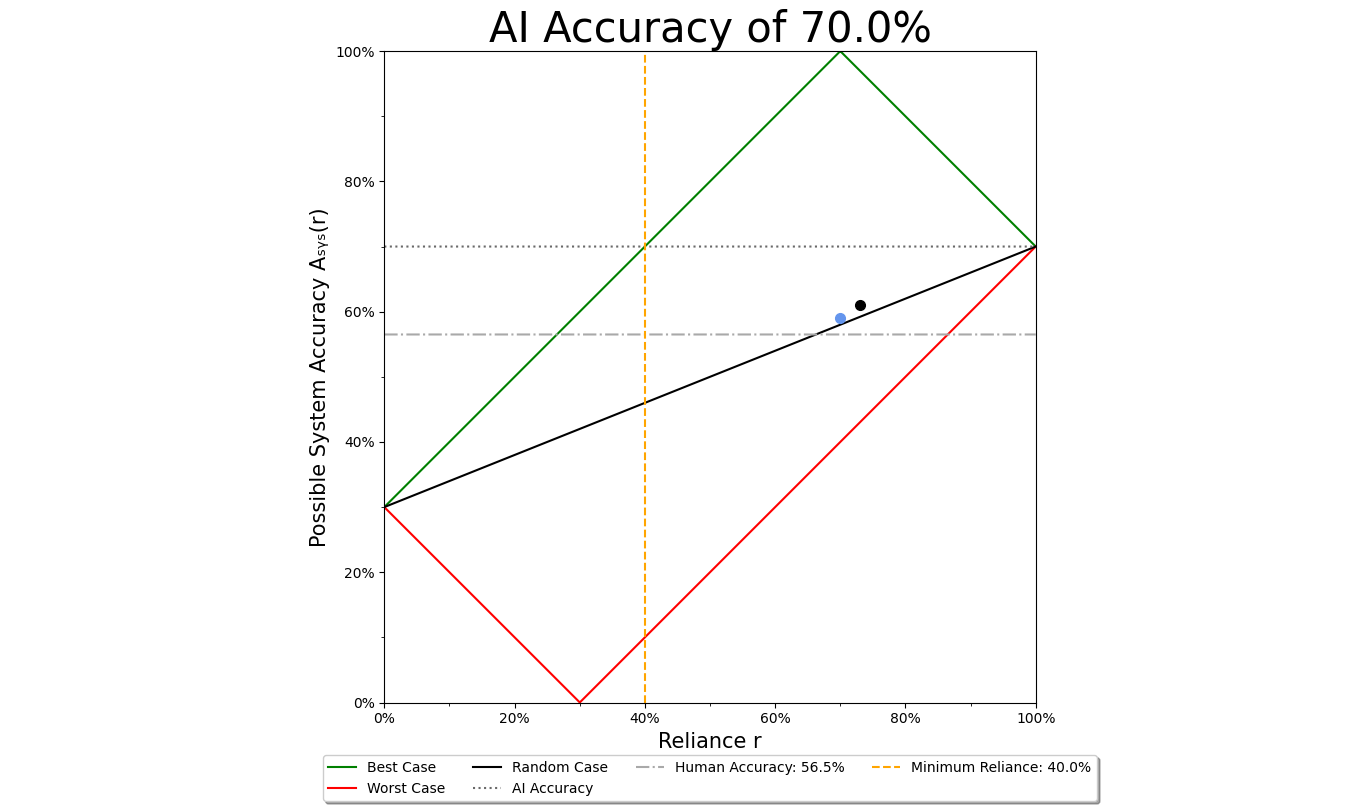 AI Accuracy of 70.0%
100%
80%
60%
40%
20%
0%
Possible System Accuracy Aₛᵧₛ(r)
0% 20% 40% 60% 80% 100%
Reliance r
Best Case Random Case Human Accuracy: 56.5% Minimum Reliance: 40.0%
Worst Case AI Accuracy